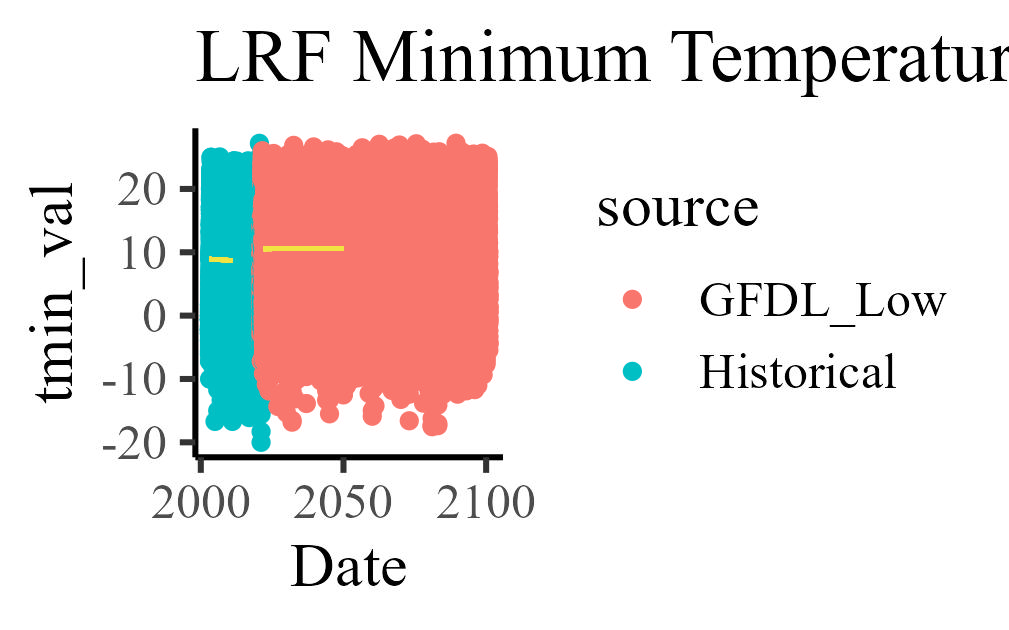 LRF Minimum Temperatur
tmin_val
20
10
0
-10
-20
2000 2050 2100
Date
source
GFDL_Low
Historical